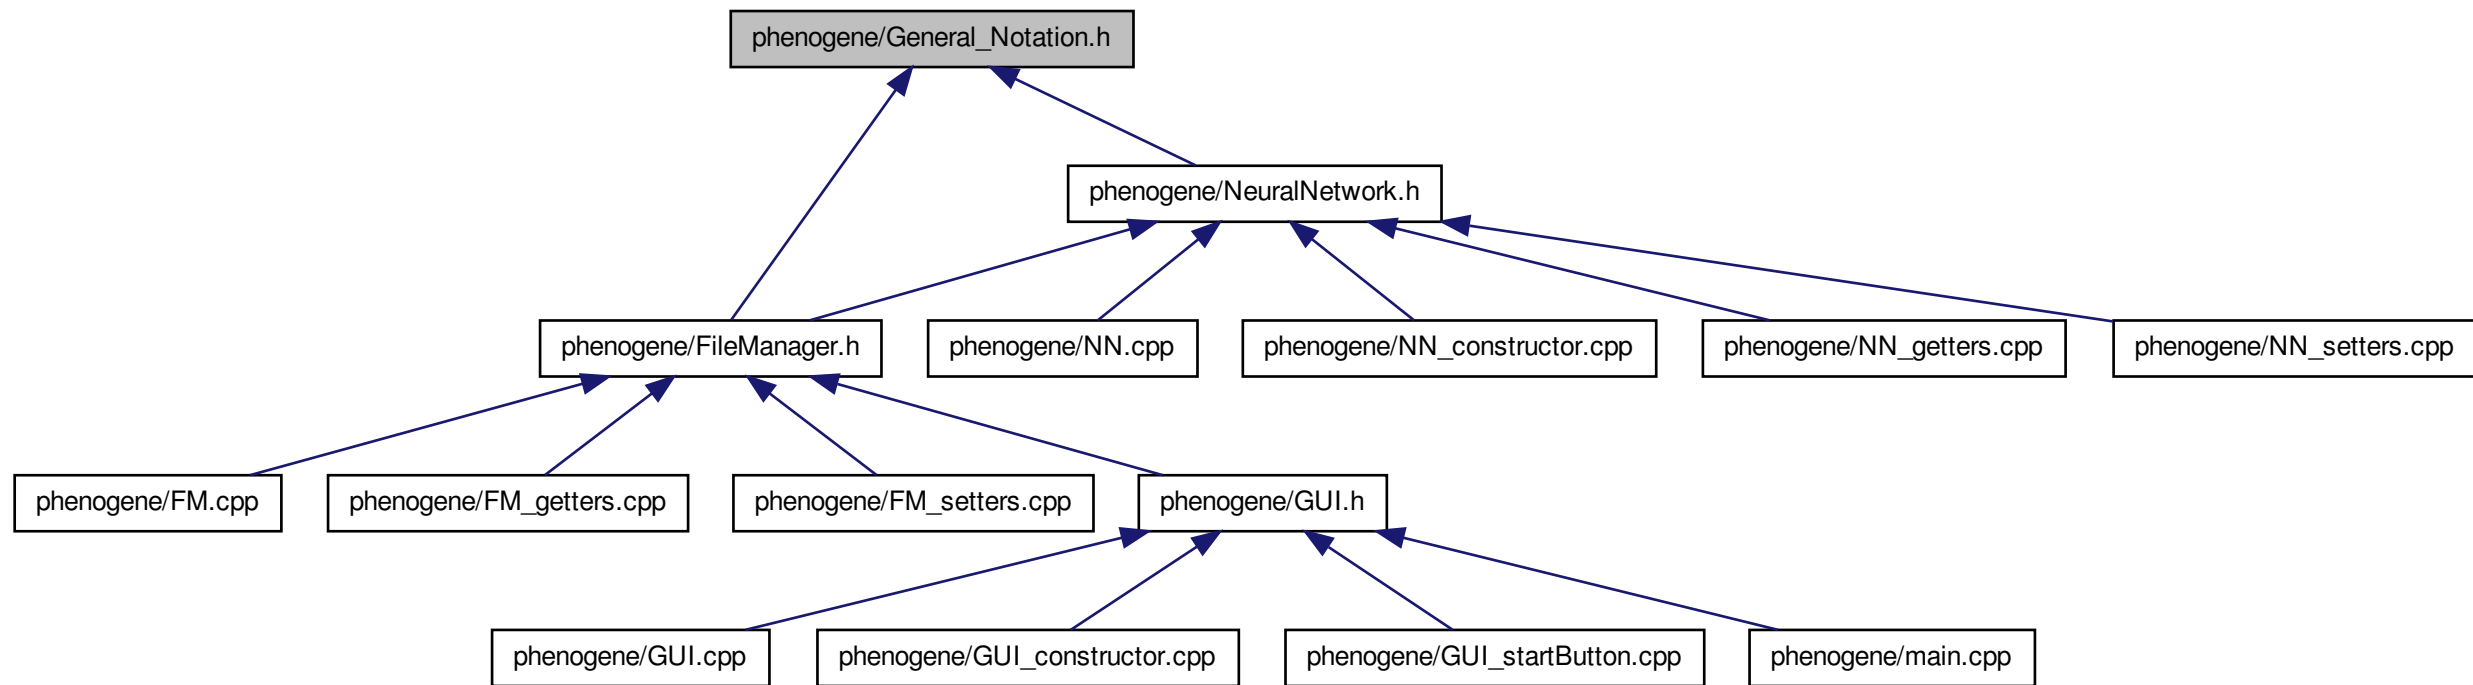 phenogene/General_Notation.h
phenogene/NeuralNetwork.h
phenogene/FileManager.h
phenogene/NN.cpp
phenogene/NN_constructor.cpp
phenogene/NN_getters.cpp
phenogene/NN_setters.cpp
phenogene/FM.cpp
phenogene/FM_getters.cpp
phenogene/FM_setters.cpp
phenogene/GUI.h
phenogene/GUI.cpp
phenogene/GUI_constructor.cpp
phenogene/GUI_startButton.cpp
phenogene/main.cpp